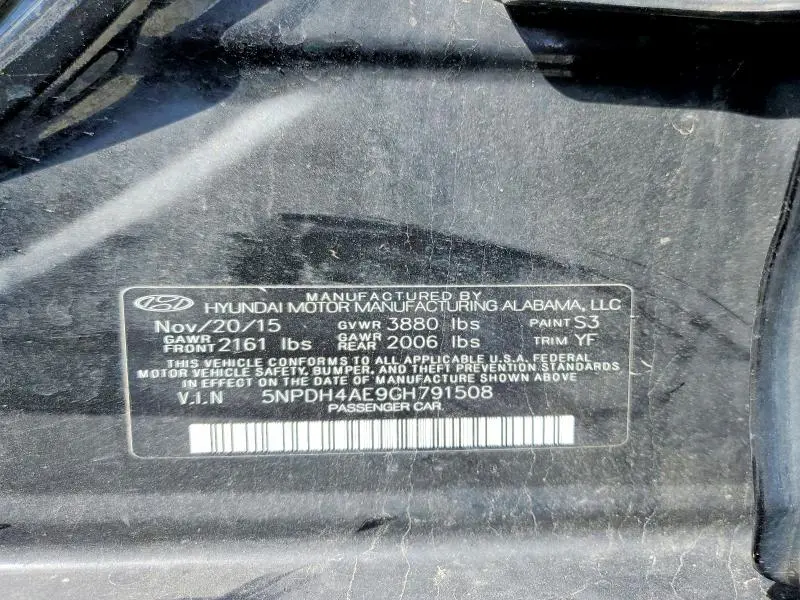 MANUFACTURED BY
HYUNDAI MOTOR MANUFACTURING ALABAMA, LLC
Nov/20/15 GVWR 3880 lbs PAINT S3
GAWR FRONT 2161 lbs GAWR REAR 2006 lbs TRIM YF
THIS VEHICLE CONFORMS TO ALL APPLICABLE U.S.A. FEDERAL
MOTOR VEHICLE SAFETY, BUMPER, AND THEFT PREVENTION STANDARDS
IN EFFECT ON THE DATE OF MANUFACTURE SHOWN ABOVE
V.I.N 5NPDH4AE9GH791508
PASSENGER CAR